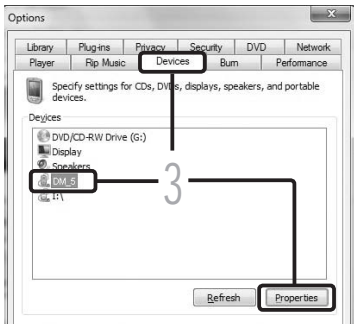 Options
X
Library Plug-ins Privacy Security DVD Network
Player Rip Music Devices Burn Performance
Specify settings for CDs, DVDs, displays, speakers, and portable
devices.
Devices
DVD/CD-RW Drive (G:)
Display
Speakers
DM_5
I:\
3
Refresh Properties